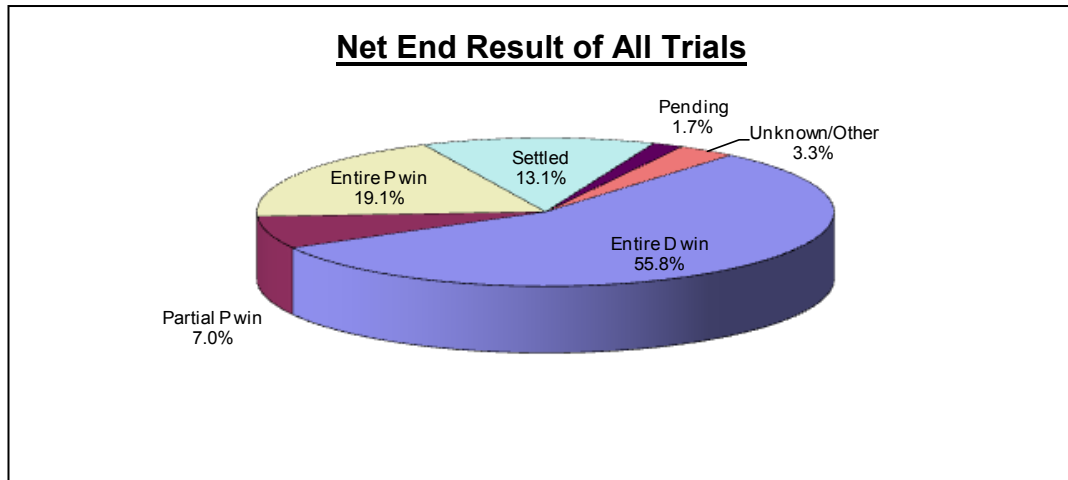 Net End Result of All Trials
Pending
1.7%
Unknown/Other
3.3%
Settled
13.1%
Entire P win
19.1%
Entire D win
55.8%
Partial P win
7.0%